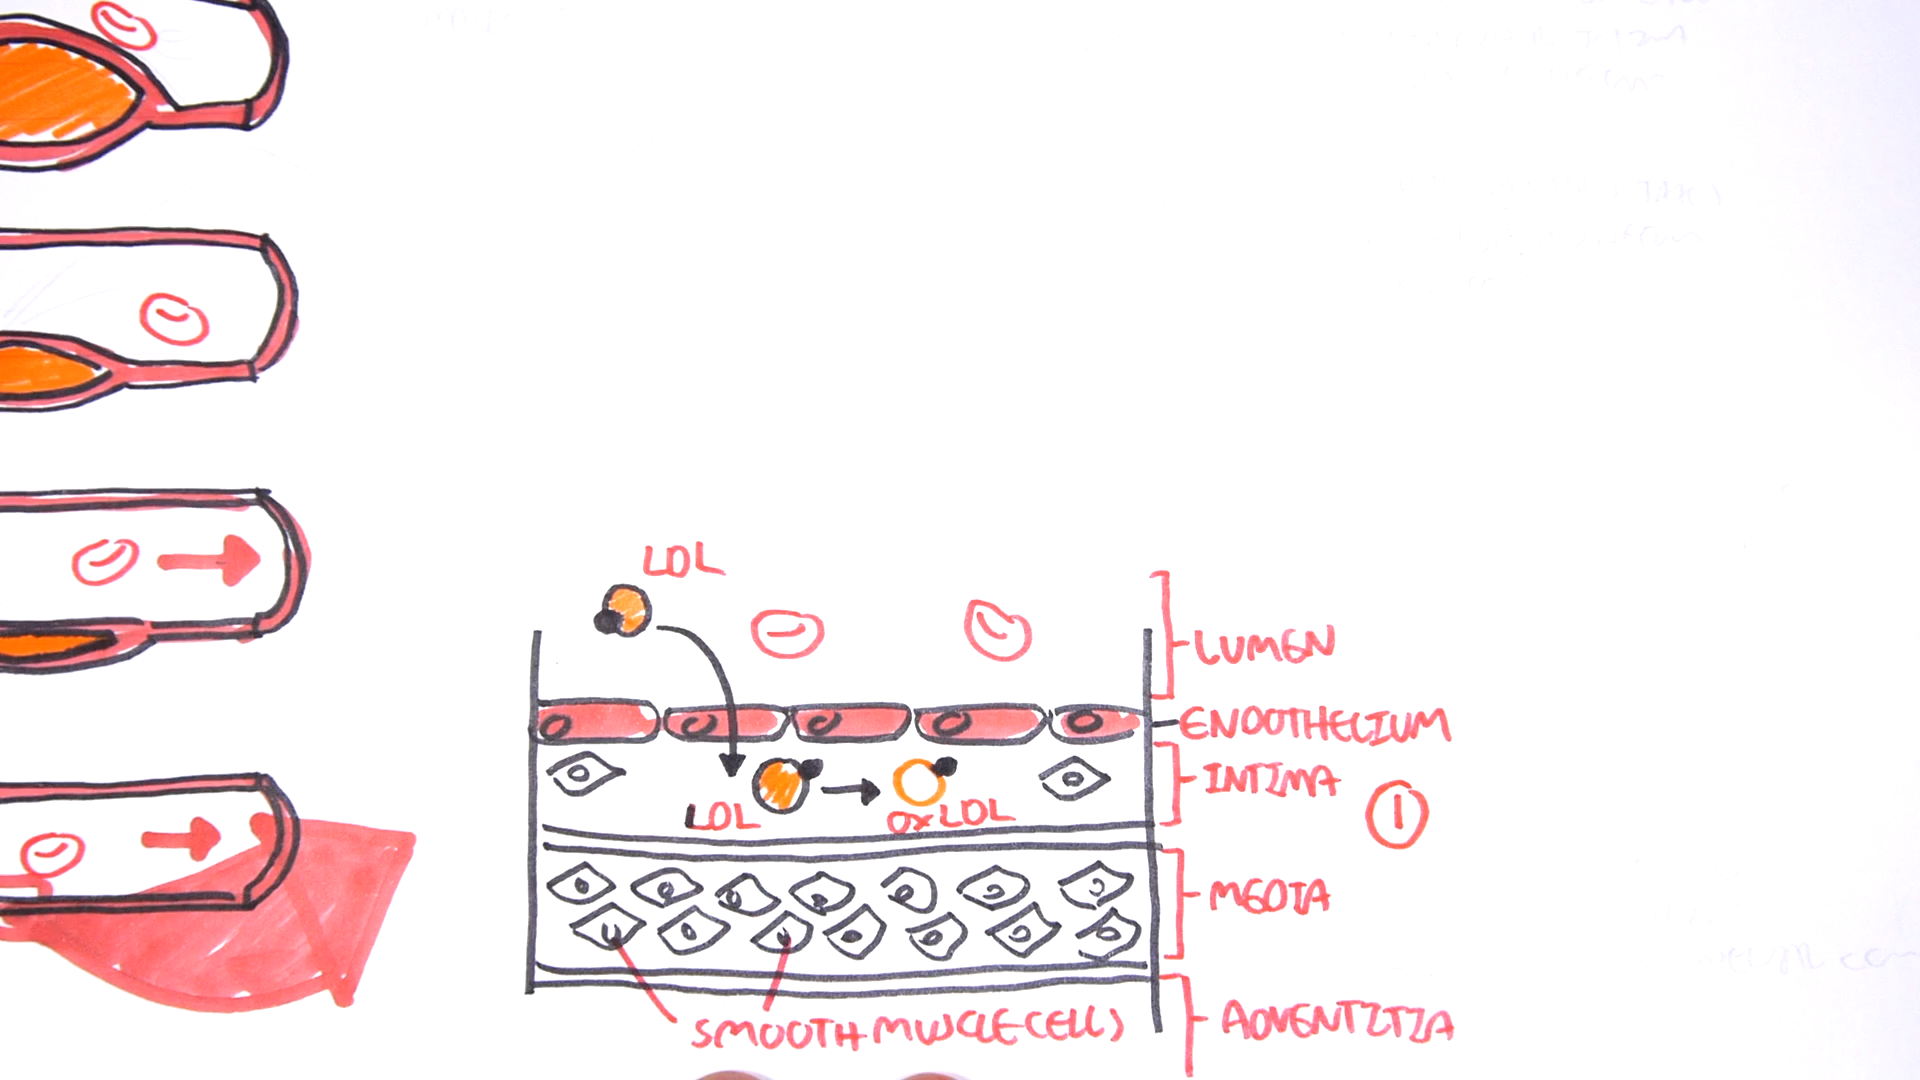 LDL
LUMEN
ENDOTHELIUM
INTIMA
LDL
oxLDL
1
MEDIA
ADVENTITIA
SMOOTH MUSCLE CELLS